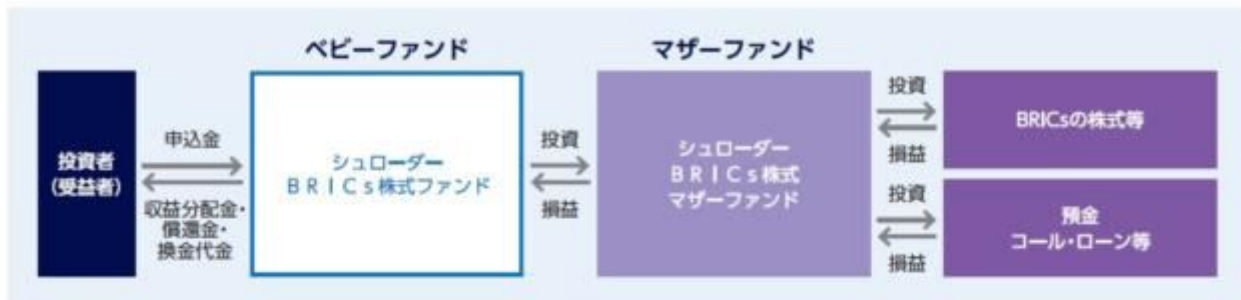 ベビーファンド
マザーファンド
投資者
(受益者)
申込金
収益分配金・
償還金・
換金代金
シュローダー
BRICs株式ファンド
投資
損益
シュローダー
BRICs株式
マザーファンド
投資
損益
BRICsの株式等
投資
損益
預金
コール・ローン等